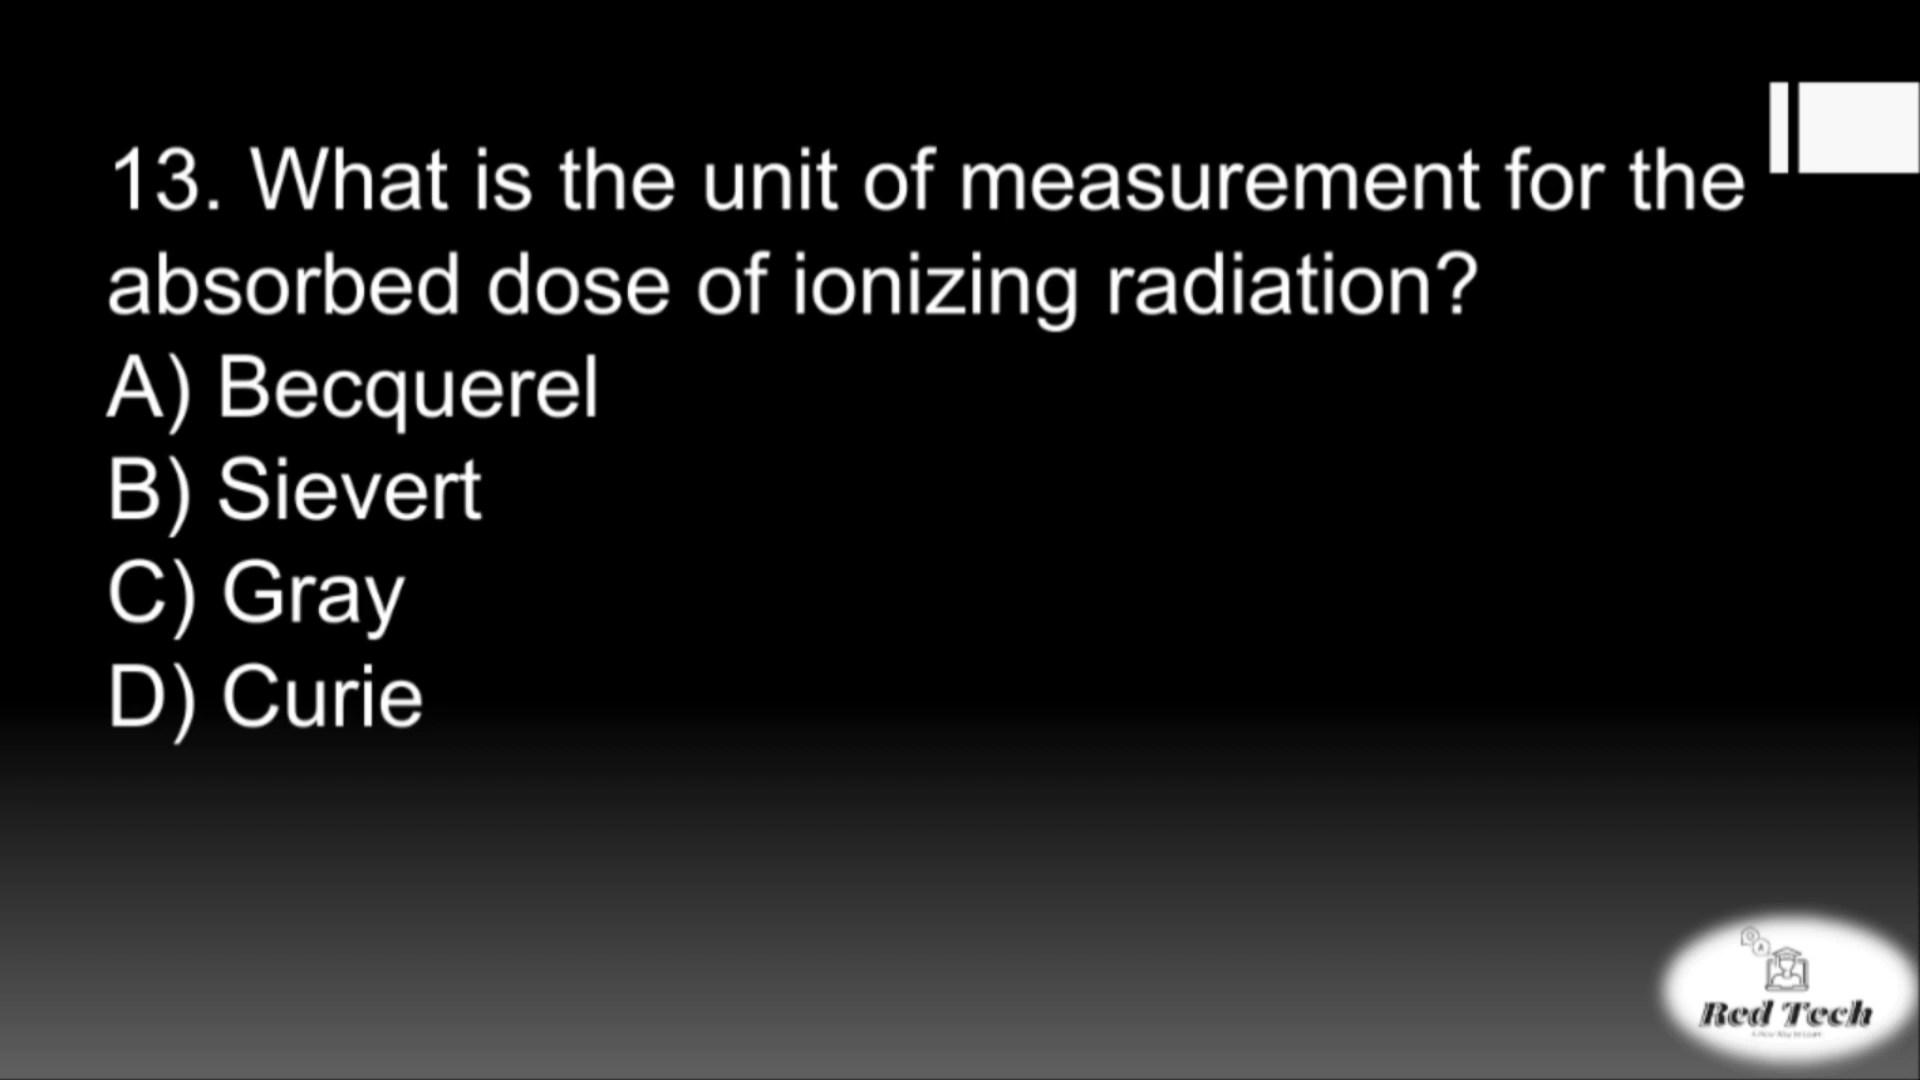 13. What is the unit of measurement for the
absorbed dose of ionizing radiation?
A) Becquerel
B) Sievert
C) Gray
D) Curie
Red Tech